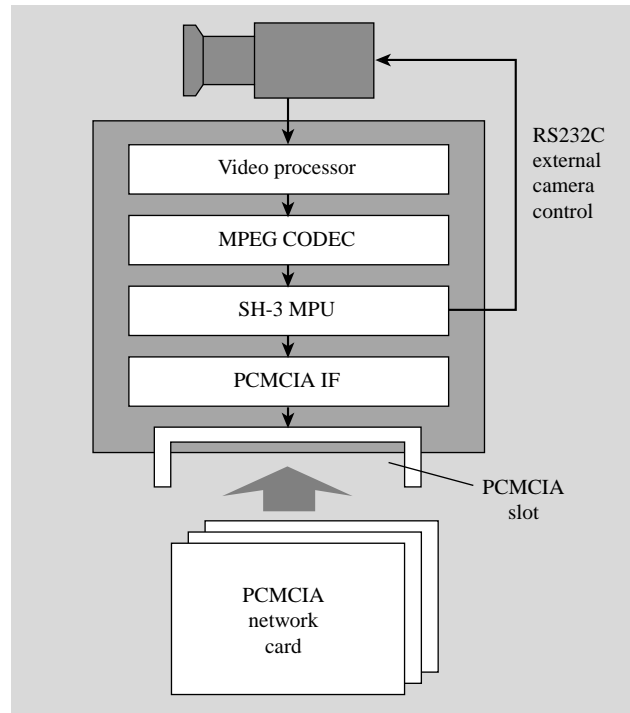 Video processor
MPEG CODEC
SH-3 MPU
PCMCIA IF
RS232C
external
camera
control
PCMCIA
slot
PCMCIA
network
card